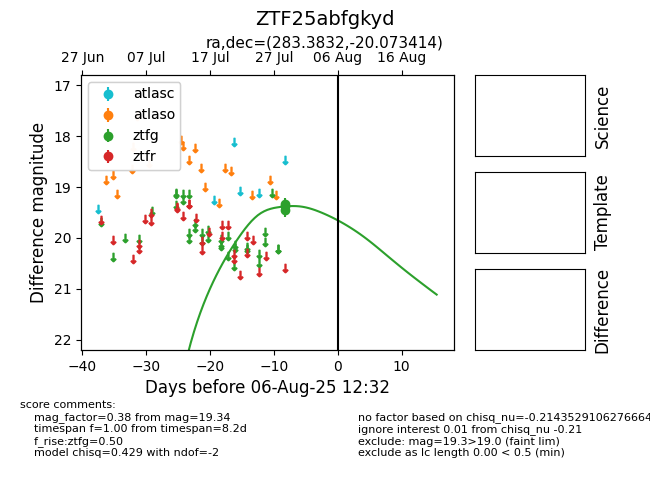 ZTF25abfgkyd
ra,dec=(283.3832,-20.073414)
27 Jun 07 Jul 17 Jul 27 Jul 06 Aug 16 Aug
17
18
19
20
21
22
Difference magnitude
atlasc
atlaso
ztfg
ztfr
−40 −30 −20 −10 0 10
Days before 06-Aug-25 12:32
Science
Template
Difference
score comments:
mag_factor=0.38 from mag=19.34
timespan f=1.00 from timespan=8.2d
f_rise:ztfg=0.50
model chisq=0.429 with ndof=-2
no factor based on chisq_nu=-0.2143529106276664
ignore interest 0.01 from chisq_nu -0.21
exclude: mag=19.3>19.0 (faint lim)
exclude as lc length 0.00 < 0.5 (min)